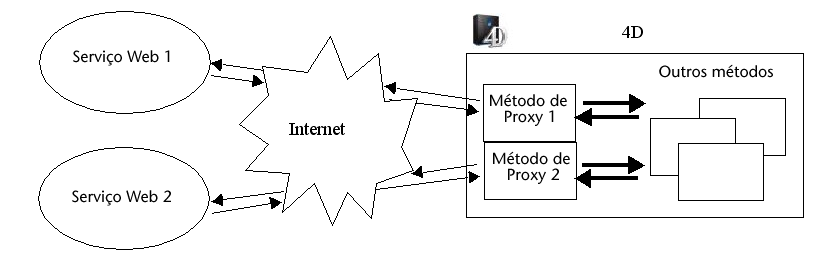 Serviço Web 1
Serviço Web 2
Internet
4D
4D
Método de
Proxy 1
Método de
Proxy 2
Outros métodos